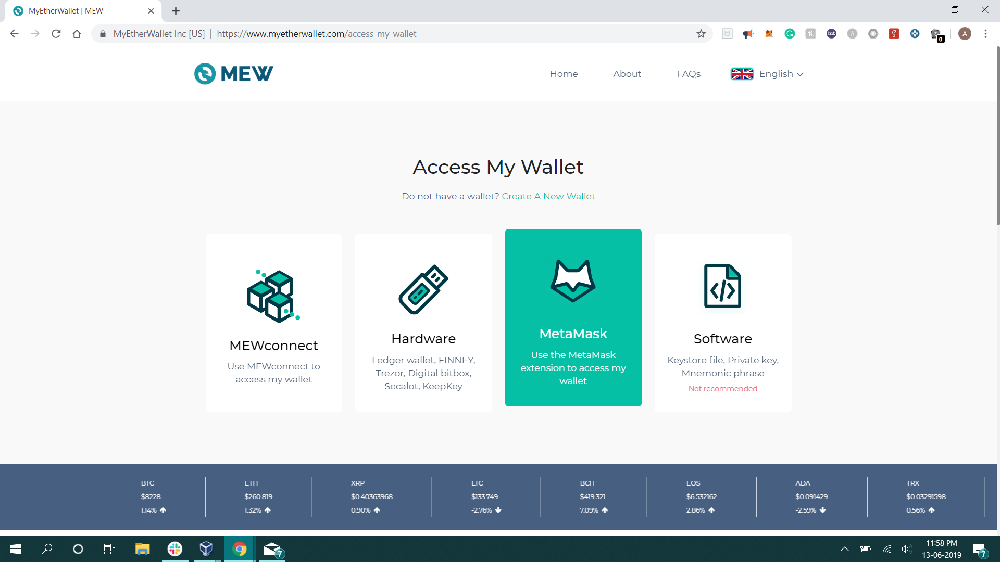 MyEtherWallet | MEW
MyEtherWallet Inc [US] | https://www.myetherwallet.com/access-my-wallet
bit
0
A
MEW
Home
About
FAQs
English
Access My Wallet
Do not have a wallet? Create A New Wallet
MEWconnect
Use MEWconnect to
access my wallet
Hardware
Ledger wallet, FINNEY,
Trezor, Digital bitbox,
Secalot, KeepKey
MetaMask
Use the MetaMask
extension to access my
wallet
Software
Keystore file, Private key,
Mnemonic phrase
Not recommended
BTC
$8228
1.14%
ETH
$260.819
1.32%
XRP
$0.40363968
0.90%
LTC
$133.749
-2.76%
BCH
$419.321
7.09%
EOS
$6.532162
2.86%
ADA
$0.091429
-2.59%
TRX
$0.03291598
0.56%
7
11:58 PM
13-06-2019
7